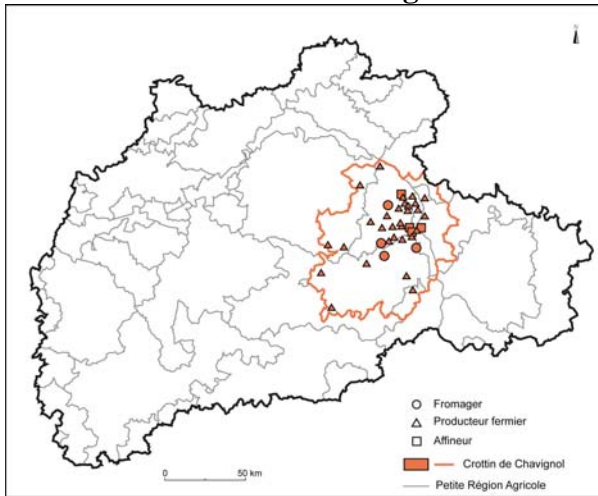 N
Fromager
Producteur fermier
Affineur
Crottin de Chavignol
Petite Région Agricole
0 50 km